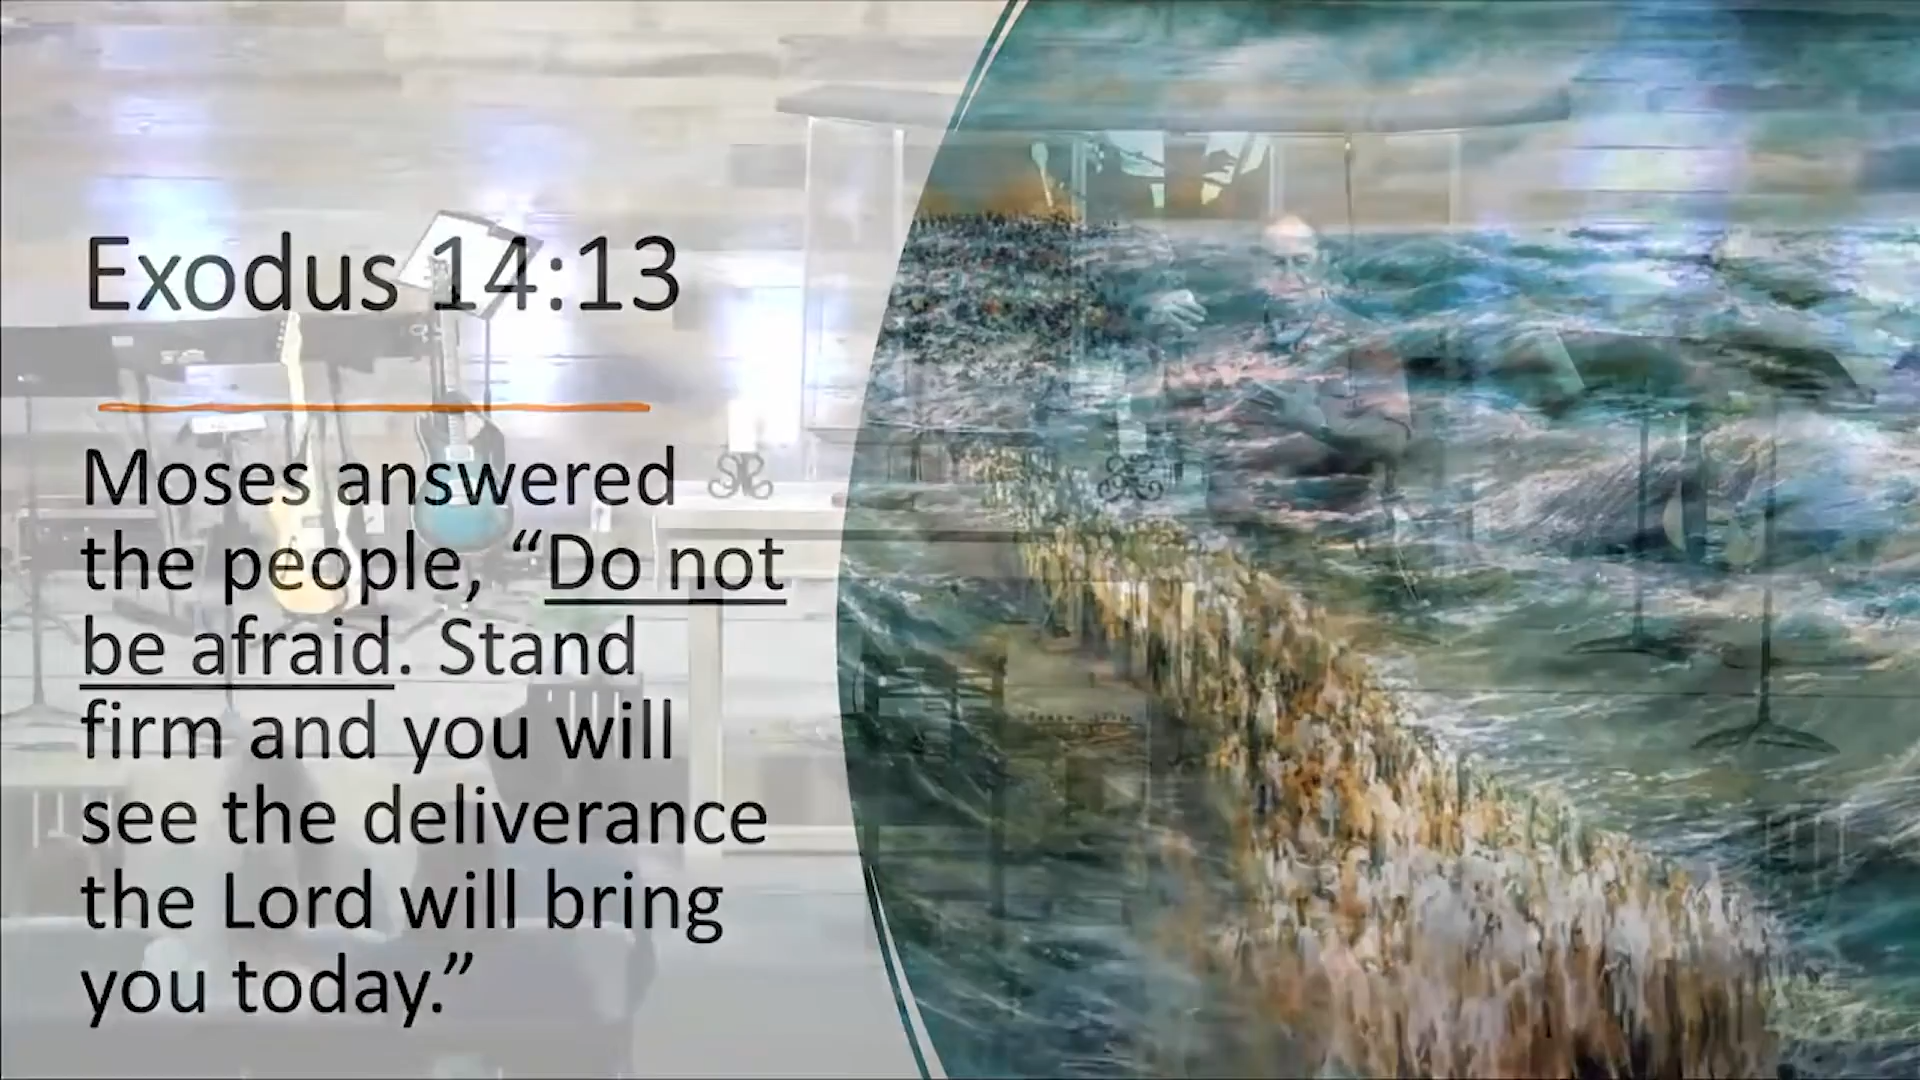 Exodus 14:13
Moses answered
the people, “Do not
be afraid. Stand
firm and you will
see the deliverance
the Lord will bring
you today.”